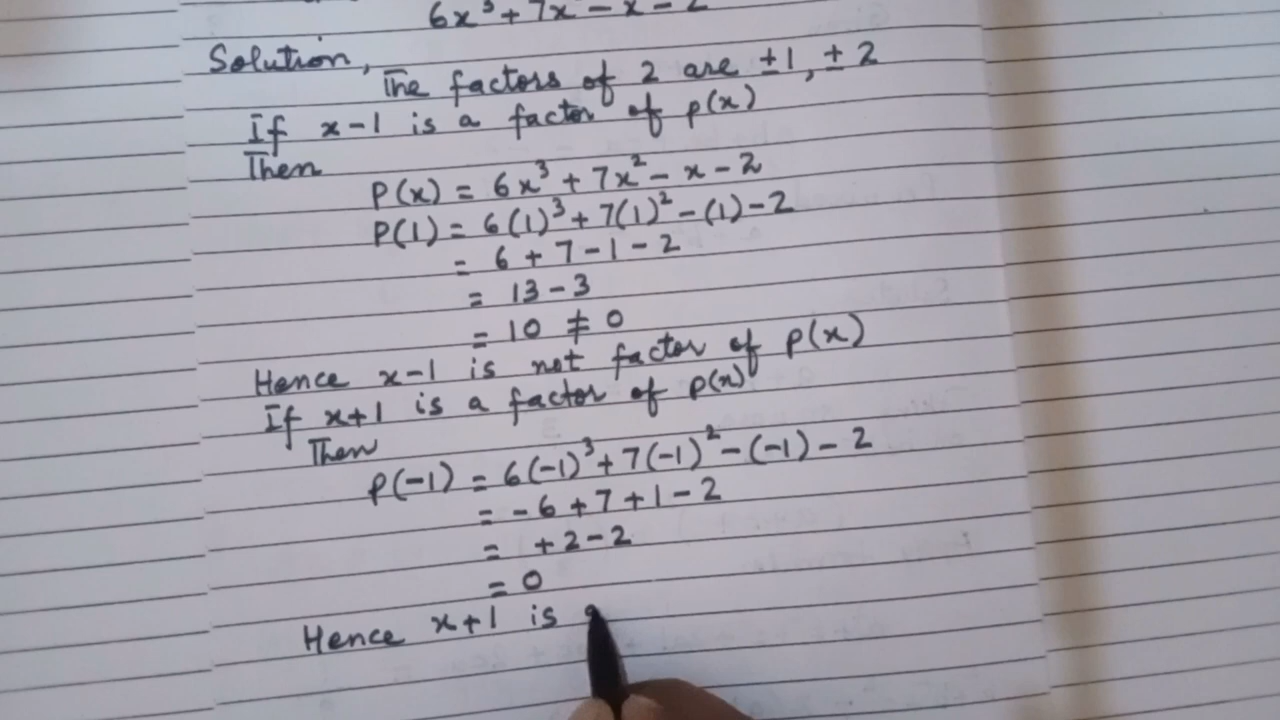 6x³ + 7x² - x - 2
Solution,
The factors of 2 are ±1, ±2
If x-1 is a factor of p(x)
Then
P(x) = 6x³ + 7x² - x - 2
P(1) = 6(1)³ + 7(1)² - (1) - 2
= 6 + 7 - 1 - 2
= 13 - 3
= 10 ≠ 0
Hence x-1 is not factor of p(x)
If x+1 is a factor of p(x)
Then
P(-1) = 6(-1)³ + 7(-1)² - (-1) - 2
= -6 + 7 + 1 - 2
= +2 - 2
= 0
Hence x+1 is